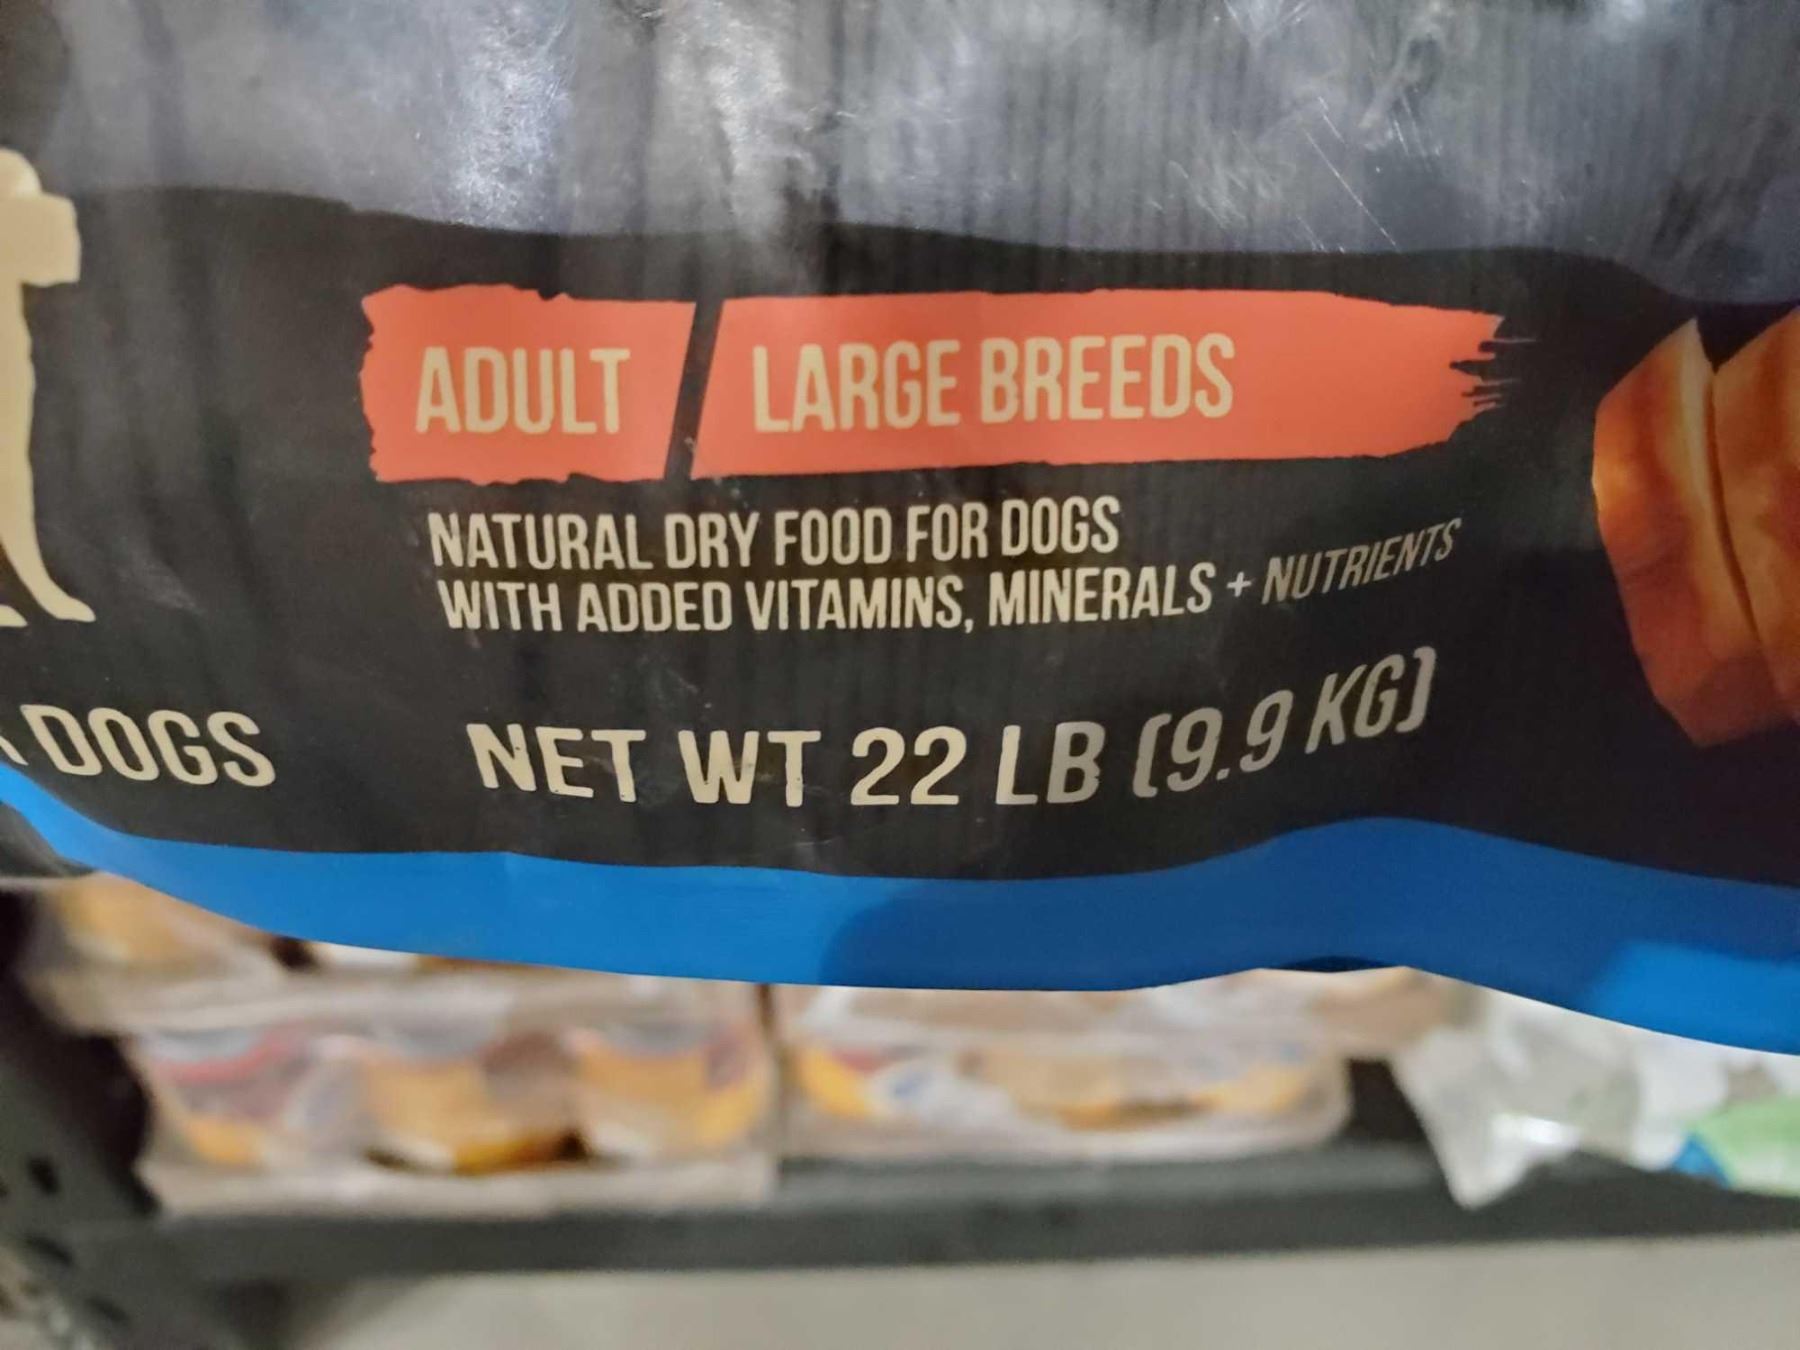 ADULT / LARGE BREEDS
NATURAL DRY FOOD FOR DOGS
WITH ADDED VITAMINS, MINERALS + NUTRIENTS
DOGS
NET WT 22 LB (9.9 KG)